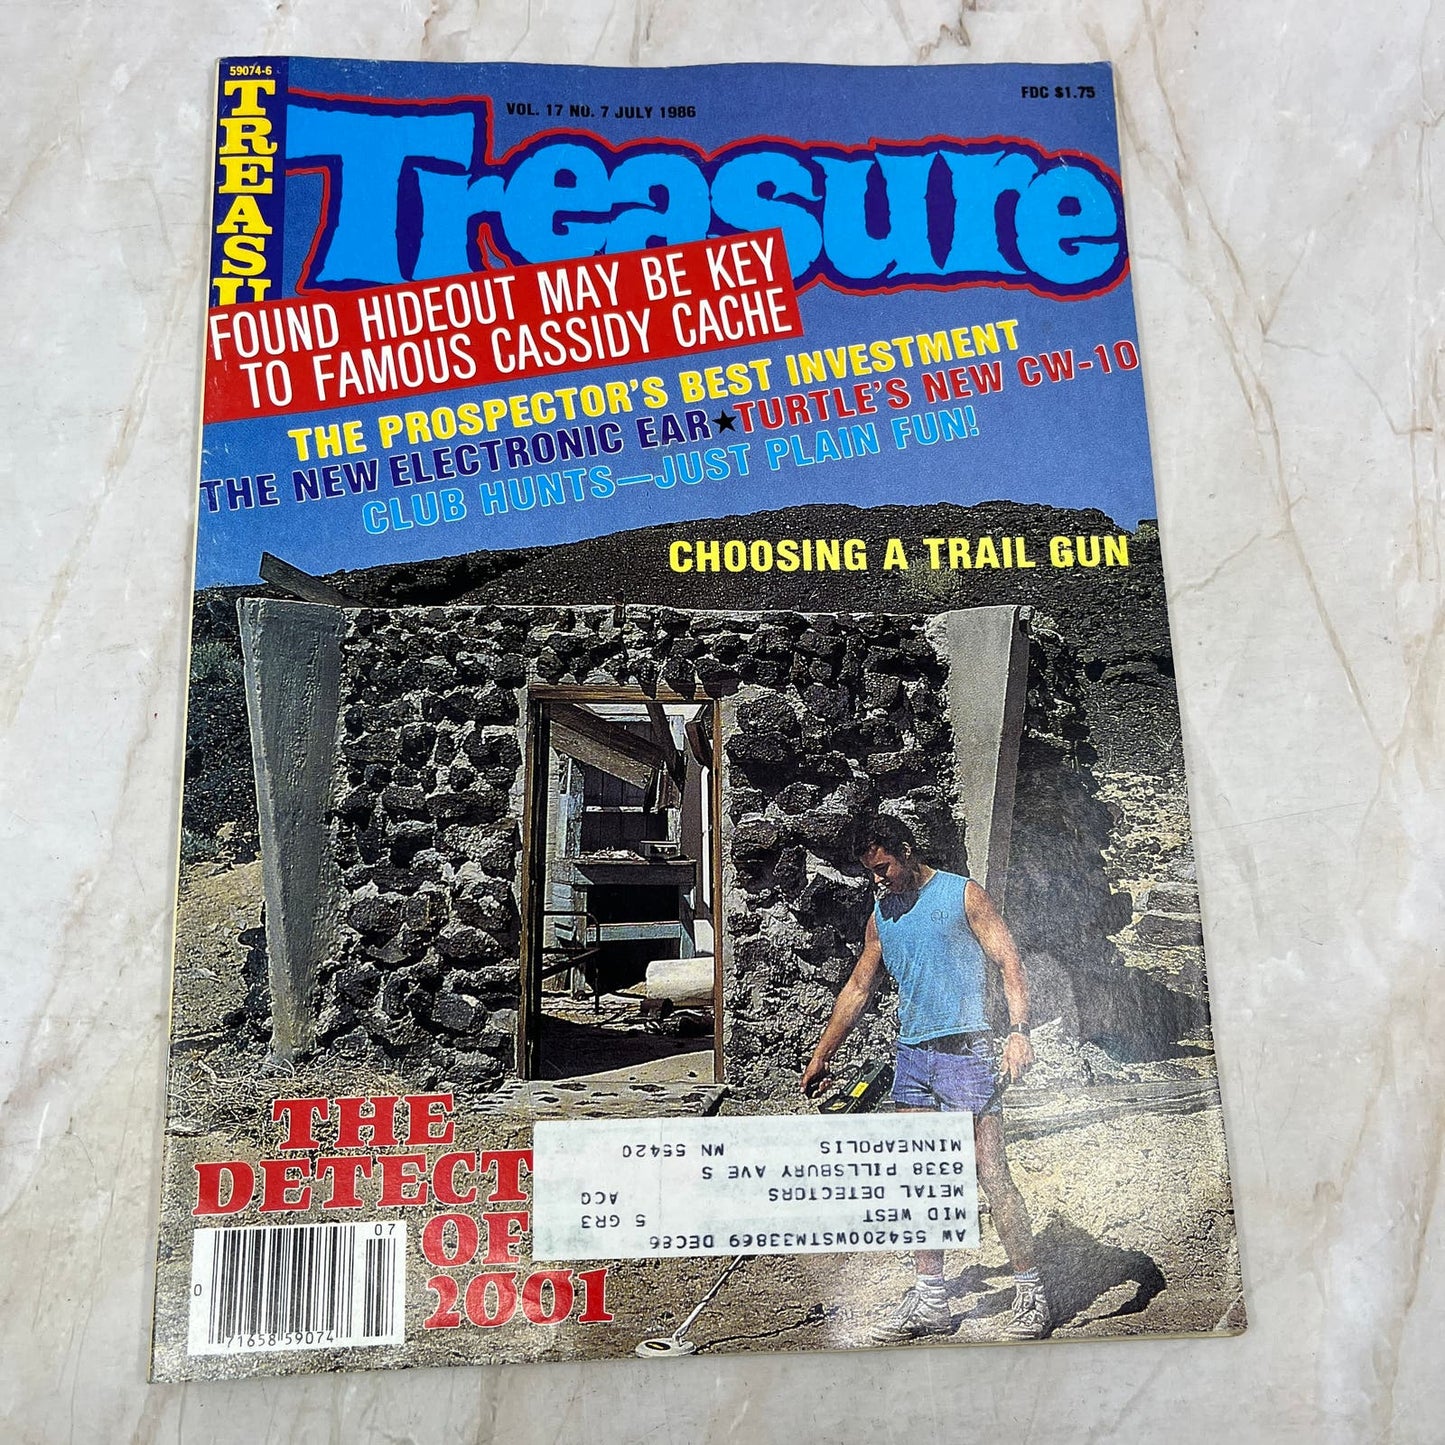 59074-6
TREASU
VOL. 17 NO. 7 JULY 1986
FDC $1.75
Treasure
FOUND HIDEOUT MAY BE KEY
TO FAMOUS CASSIDY CACHE
THE PROSPECTOR'S BEST INVESTMENT
THE NEW ELECTRONIC EAR★TURTLE'S NEW CW-10
CLUB HUNTS—JUST PLAIN FUN!
CHOOSING A TRAIL GUN
THE
DETECT
OF
2001
AW 554200WSTM33869 DEC86
MID WEST 5 GR3
METAL DETECTORS ACG
8338 PILLSBURY AVE S
MINNEAPOLIS MN 55420
07
0 71658 59074